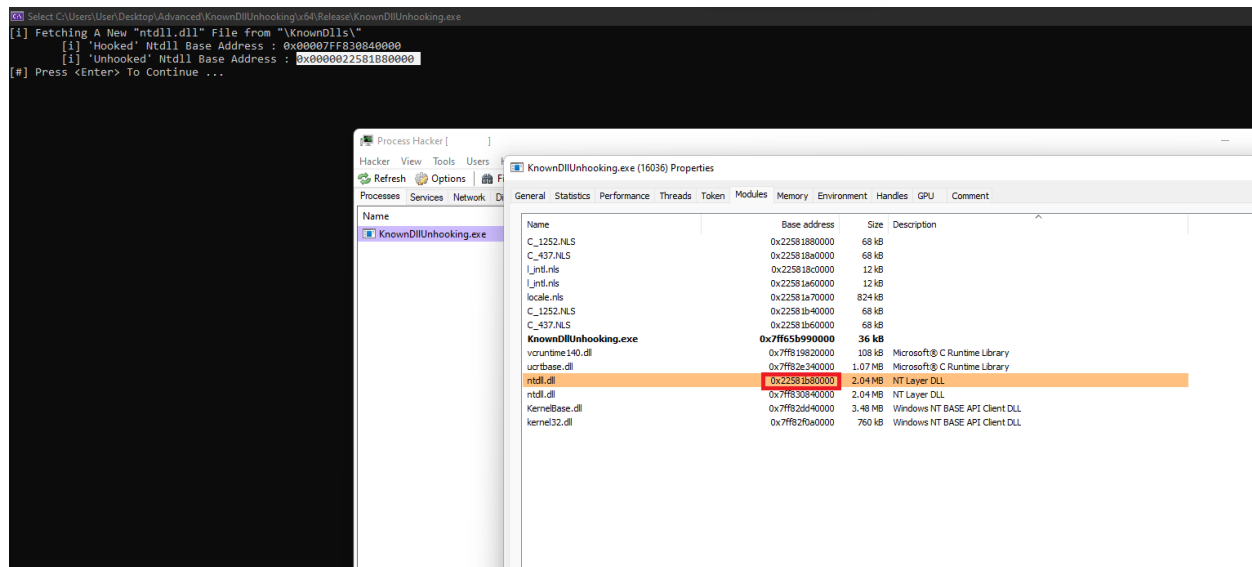 Select C:\Users\User\Desktop\Advanced\KnownDllUnhooking\x64\Release\KnownDllUnhooking.exe
[i] Fetching A New "ntdll.dll" File from "\KnownDlls\"
[i] 'Hooked' Ntdll Base Address : 0x00007FF830840000
[i] 'Unhooked' Ntdll Base Address : 0x0000022581B80000
[#] Press <Enter> To Continue ...
Process Hacker [ ]
Hacker View Tools Users
Refresh Options
Processes Services Network
Name
KnownDllUnhooking.exe
KnownDllUnhooking.exe (16036) Properties
General Statistics Performance Threads Token Modules Memory Environment Handles GPU Comment
Name Base address Size Description
C_1252.NLS 0x22581880000 68 kB
C_437.NLS 0x225818a0000 68 kB
l_intl.nls 0x225818c0000 12 kB
l_intl.nls 0x22581a60000 12 kB
locale.nls 0x22581a70000 824 kB
C_1252.NLS 0x22581b40000 68 kB
C_437.NLS 0x22581b60000 68 kB
KnownDllUnhooking.exe 0x7ff65b990000 36 kB
vcruntime140.dll 0x7ff819820000 108 kB Microsoft® C Runtime Library
ucrtbase.dll 0x7ff82e340000 1.07 MB Microsoft® C Runtime Library
ntdll.dll 0x22581b80000 2.04 MB NT Layer DLL
ntdll.dll 0x7ff830840000 2.04 MB NT Layer DLL
KernelBase.dll 0x7ff82dd40000 3.48 MB Windows NT BASE API Client DLL
kernel32.dll 0x7ff82f0a0000 760 kB Windows NT BASE API Client DLL